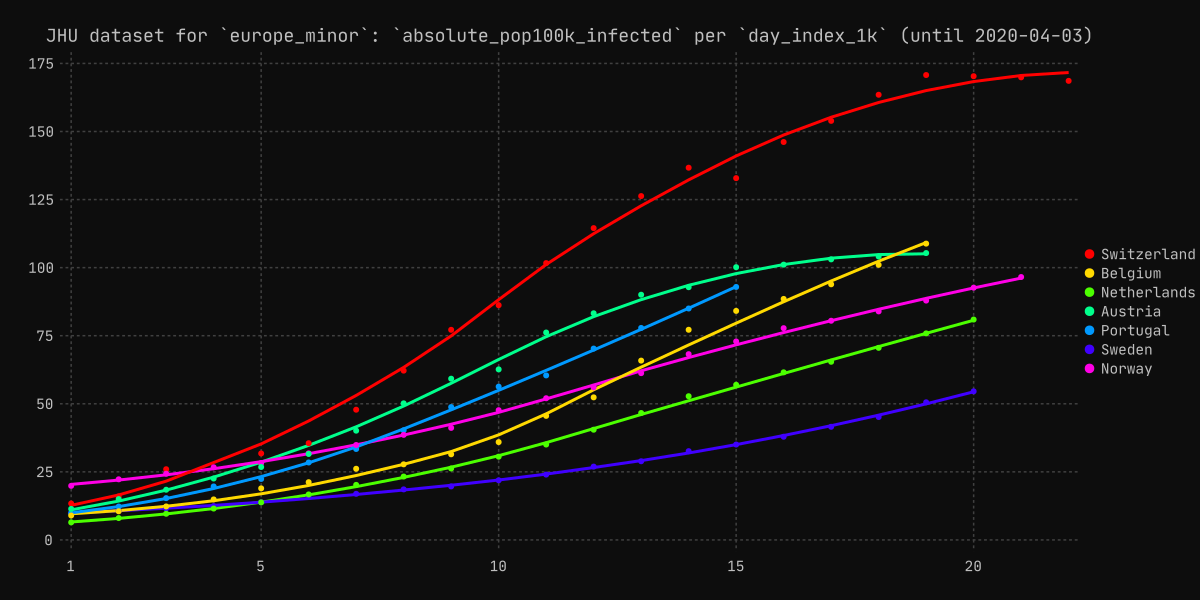 JHU dataset for `europe_minor`: `absolute_pop100k_infected` per `day_index_1k` (until 2020-04-03)
175
150
125
100
75
50
25
0
1 5 10 15 20
Switzerland
Belgium
Netherlands
Austria
Portugal
Sweden
Norway